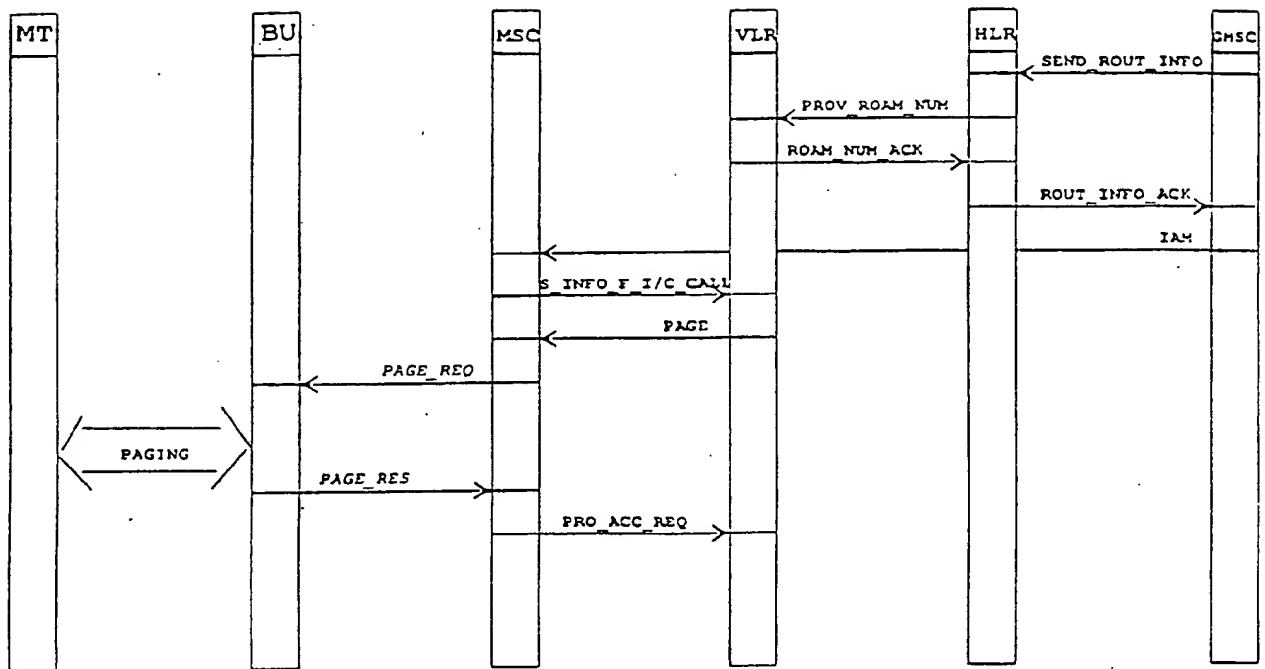 MT BU MSC VLR HLR GMSC
SEND_ROUT_INFO
PROV_ROAM_NUM
ROAM_NUM_ACK
ROUT_INFO_ACK
IAM
S_INFO_F_I/C_CALL
PAGE
PAGE_REQ
PAGING
PAGE_RES
PRO_ACC_REQ